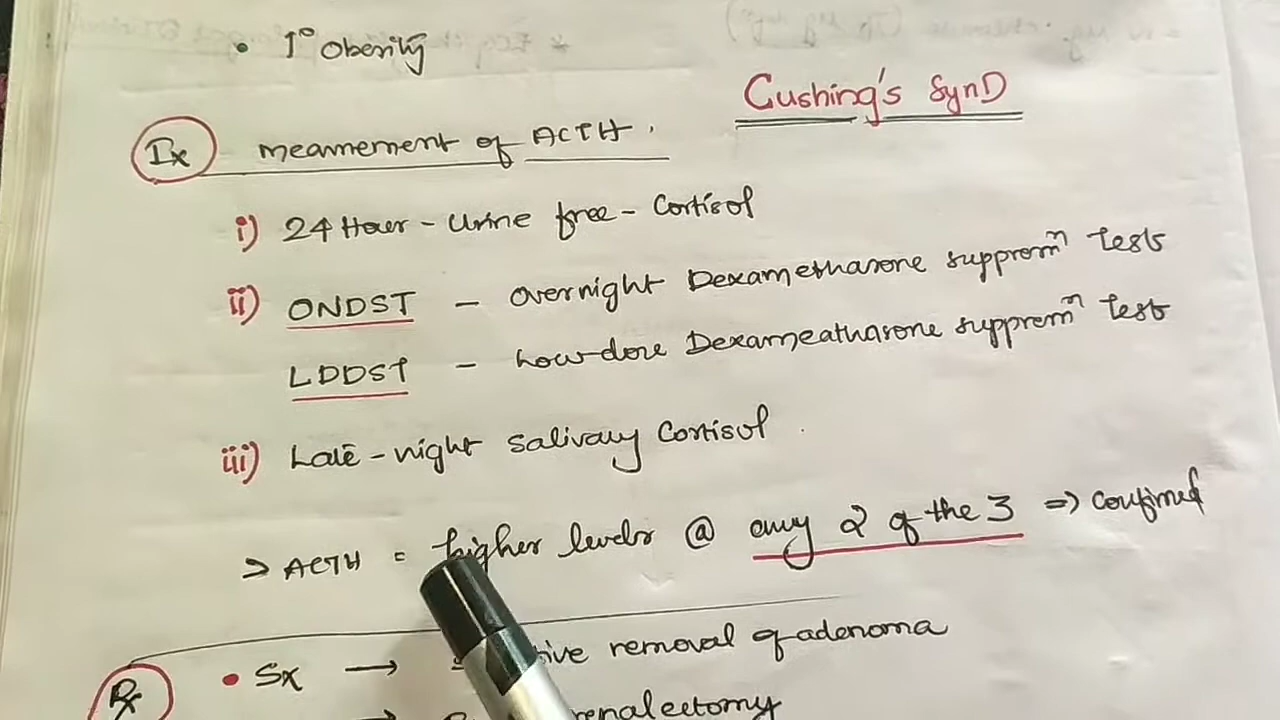 • 1° Obesity
Cushing's SynD
Ix measurement of ACTH.
i) 24 Hour - Urine free - Cortisol
ii) ONDST - Overnight Dexamethasone suppressⁿ tests
LDDST - Low-dose Dexameathasone suppressⁿ test
iii) Late-night Salivary Cortisol.
> ACTH = higher levels @ any 2 of the 3 => Confirmed
Rx • Sx → removal of adenoma
→